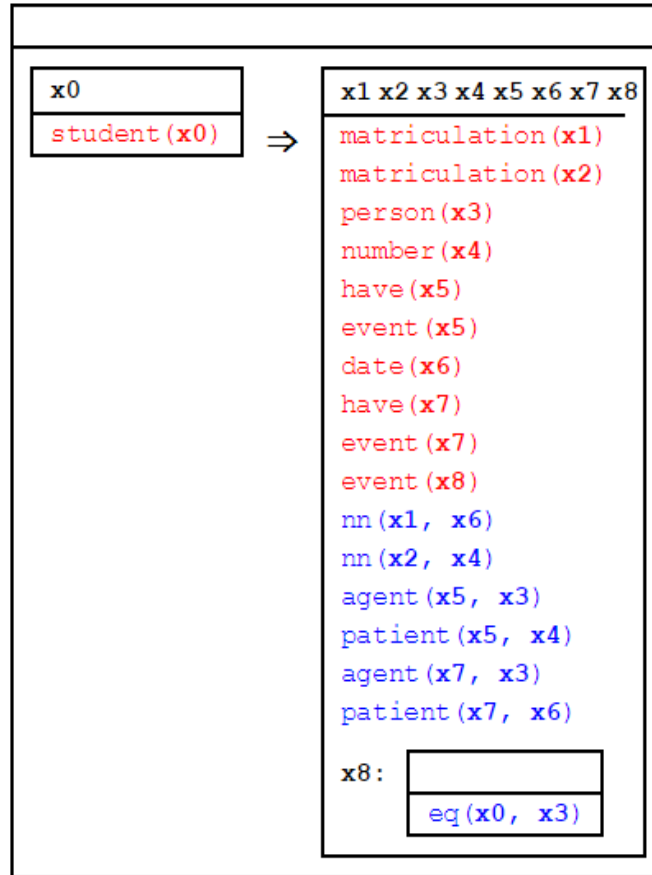 x0
student(x0)
⇒
x1 x2 x3 x4 x5 x6 x7 x8
matriculation(x1)
matriculation(x2)
person(x3)
number(x4)
have(x5)
event(x5)
date(x6)
have(x7)
event(x7)
event(x8)
nn(x1, x6)
nn(x2, x4)
agent(x5, x3)
patient(x5, x4)
agent(x7, x3)
patient(x7, x6)
x8:
eq(x0, x3)